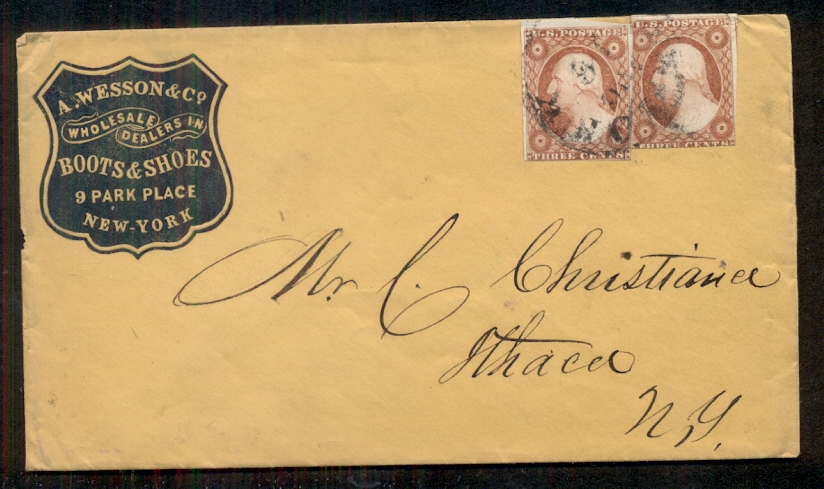 A. WESSON & Co
WHOLESALE
DEALERS IN
BOOTS & SHOES
9 PARK PLACE
NEW-YORK
U.S. POSTAGE
THREE CENTS
U.S. POSTAGE
THREE CENTS
Mr. C. Christiance
Ithaca
N.Y.